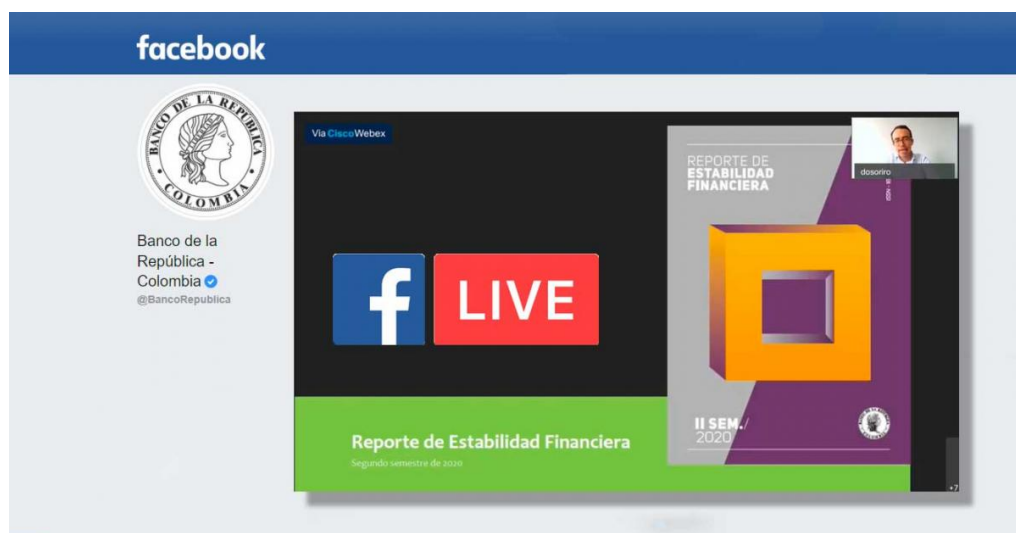 facebook
BANCO DE LA REPUBLICA
COLOMBIA
Banco de la
República -
Colombia
@BancoRepublica
Via CiscoWebex
REPORTE DE
ESTABILIDAD
FINANCIERA
dosoriro
f LIVE
Reporte de Estabilidad Financiera
Segundo semestre de 2020
II SEM./
2020
+7